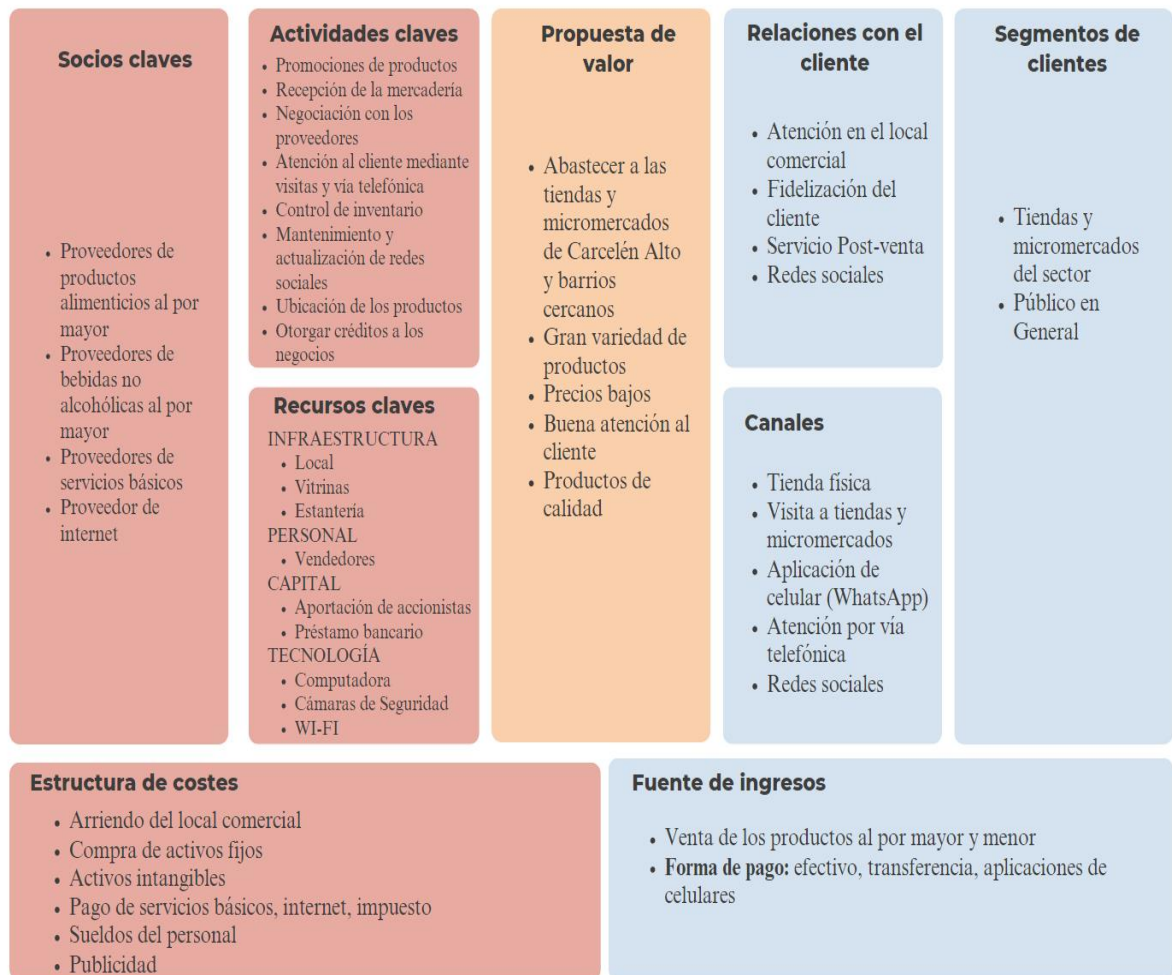 Socios claves
• Proveedores de
productos
alimenticios al por
mayor
• Proveedores de
bebidas no
alcohólicas al por
mayor
• Proveedores de
servicios básicos
• Proveedor de
internet
Actividades claves
• Promociones de productos
• Recepción de la mercadería
• Negociación con los
proveedores
• Atención al cliente mediante
visitas y vía telefónica
• Control de inventario
• Mantenimiento y
actualización de redes
sociales
• Ubicación de los productos
• Otorgar créditos a los
negocios
Recursos claves
INFRAESTRUCTURA
• Local
• Vitrinas
• Estantería
PERSONAL
• Vendedores
CAPITAL
• Aportación de accionistas
• Préstamo bancario
TECNOLOGÍA
• Computadora
• Cámaras de Seguridad
• WI-FI
Propuesta de
valor
• Abastecer a las
tiendas y
micromercados
de Carcelén Alto
y barrios
cercanos
• Gran variedad de
productos
• Precios bajos
• Buena atención al
cliente
• Productos de
calidad
Relaciones con el
cliente
• Atención en el local
comercial
• Fidelización del
cliente
• Servicio Post-venta
• Redes sociales
Canales
• Tienda física
• Visita a tiendas y
micromercados
• Aplicación de
celular (WhatsApp)
• Atención por vía
telefónica
• Redes sociales
Segmentos de
clientes
• Tiendas y
micromercados
del sector
• Público en
General
Estructura de costes
• Arriendo del local comercial
• Compra de activos fijos
• Activos intangibles
• Pago de servicios básicos, internet, impuesto
• Sueldos del personal
• Publicidad
Fuente de ingresos
• Venta de los productos al por mayor y menor
• Forma de pago: efectivo, transferencia, aplicaciones de
celulares